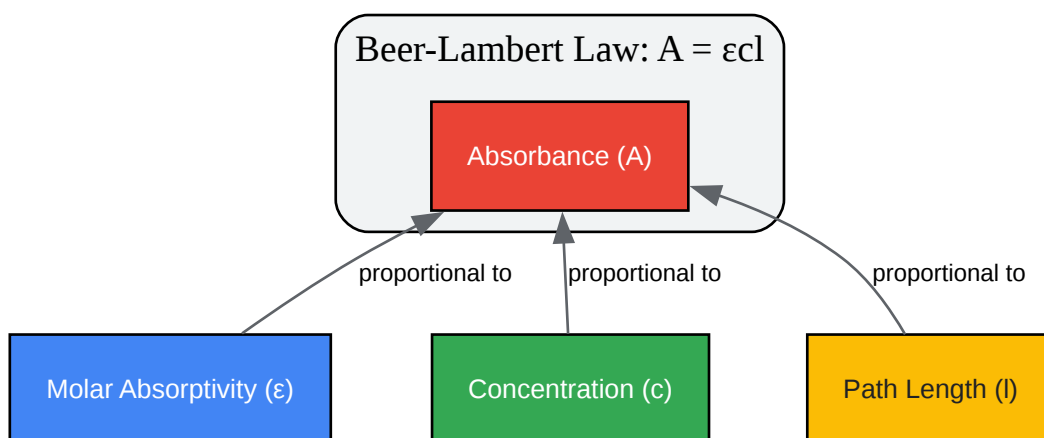 Beer-Lambert Law: A = εcl
Absorbance (A)
proportional to
proportional to
proportional to
Molar Absorptivity (ε)
Concentration (c)
Path Length (l)